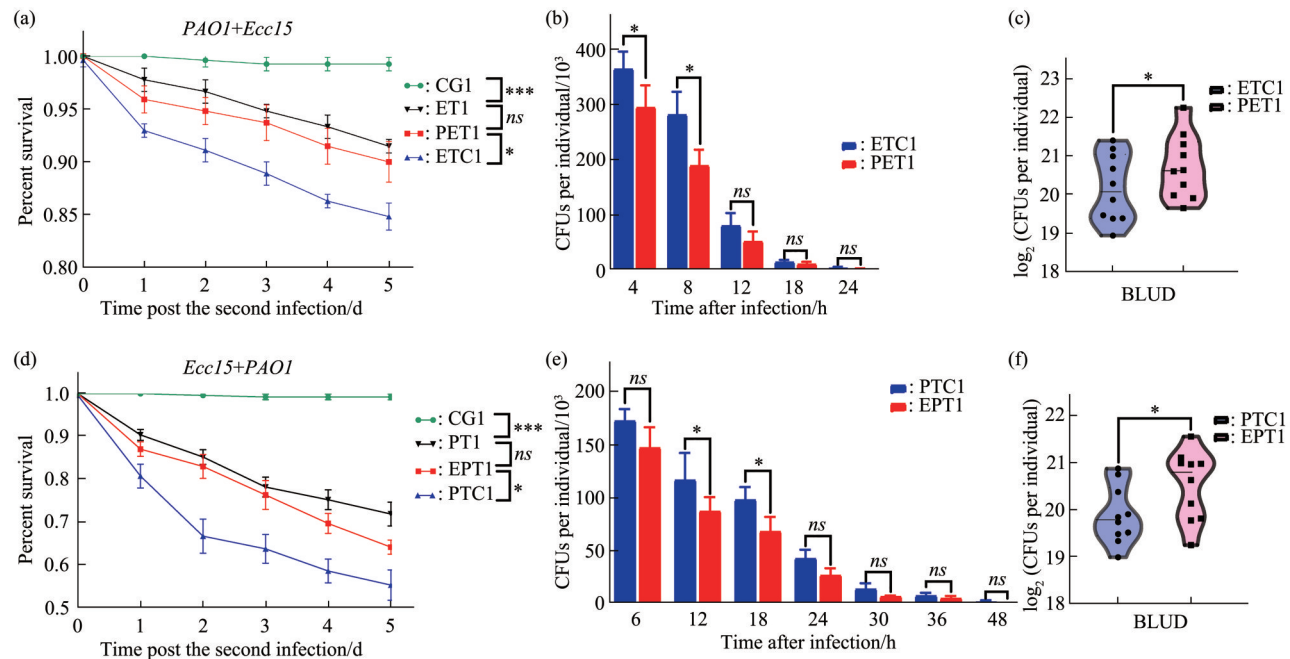 (a)
PAO1+Ecc15
1.00
0.95
0.90
0.85
0.80
Percent survival
0 1 2 3 4 5
Time post the second infection/d
: CG1
: ET1
: PET1
: ETC1
***
ns
*
(b)
400
300
200
100
0
CFUs per individual/10³
* * ns ns ns
4 8 12 18 24
Time after infection/h
: ETC1
: PET1
(c)
23
22
21
20
19
18
log₂ (CFUs per individual)
*
BLUD
: ETC1
: PET1
(d)
Ecc15+PAO1
1.0
0.9
0.8
0.7
0.6
0.5
Percent survival
0 1 2 3 4 5
Time post the second infection/d
: CG1
: PT1
: EPT1
: PTC1
***
ns
*
(e)
200
150
100
50
0
CFUs per individual/10³
ns * * ns ns ns ns
6 12 18 24 30 36 48
Time after infection/h
: PTC1
: EPT1
(f)
22
21
20
19
18
log₂ (CFUs per individual)
*
BLUD
: PTC1
: EPT1